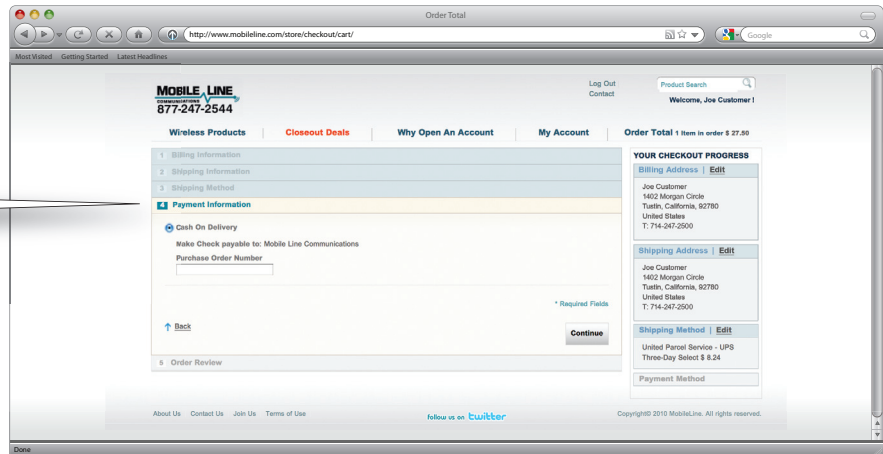 Order Total
http://www.mobileline.com/store/checkout/cart/
Google
Most Visited Getting Started Latest Headlines
MOBILE LINE
COMMUNICATIONS
877-247-2544
Log Out
Contact
Product Search
Welcome, Joe Customer !
Wireless Products
Closeout Deals
Why Open An Account
My Account
Order Total 1 Item in order $ 27.50
1 Billing Information
2 Shipping Information
3 Shipping Method
4 Payment Information
Cash On Delivery
Make Check payable to: Mobile Line Communications
Purchase Order Number
* Required Fields
Back
Continue
5 Order Review
YOUR CHECKOUT PROGRESS
Billing Address | Edit
Joe Customer
1402 Morgan Circle
Tustin, California, 92780
United States
T: 714-247-2500
Shipping Address | Edit
Joe Customer
1402 Morgan Circle
Tustin, California, 92780
United States
T: 714-247-2500
Shipping Method | Edit
United Parcel Service - UPS
Three-Day Select $ 8.24
Payment Method
About Us Contact Us Join Us Terms of Use
follow us on twitter
Copyright© 2010 MobileLine. All rights reserved.
Done